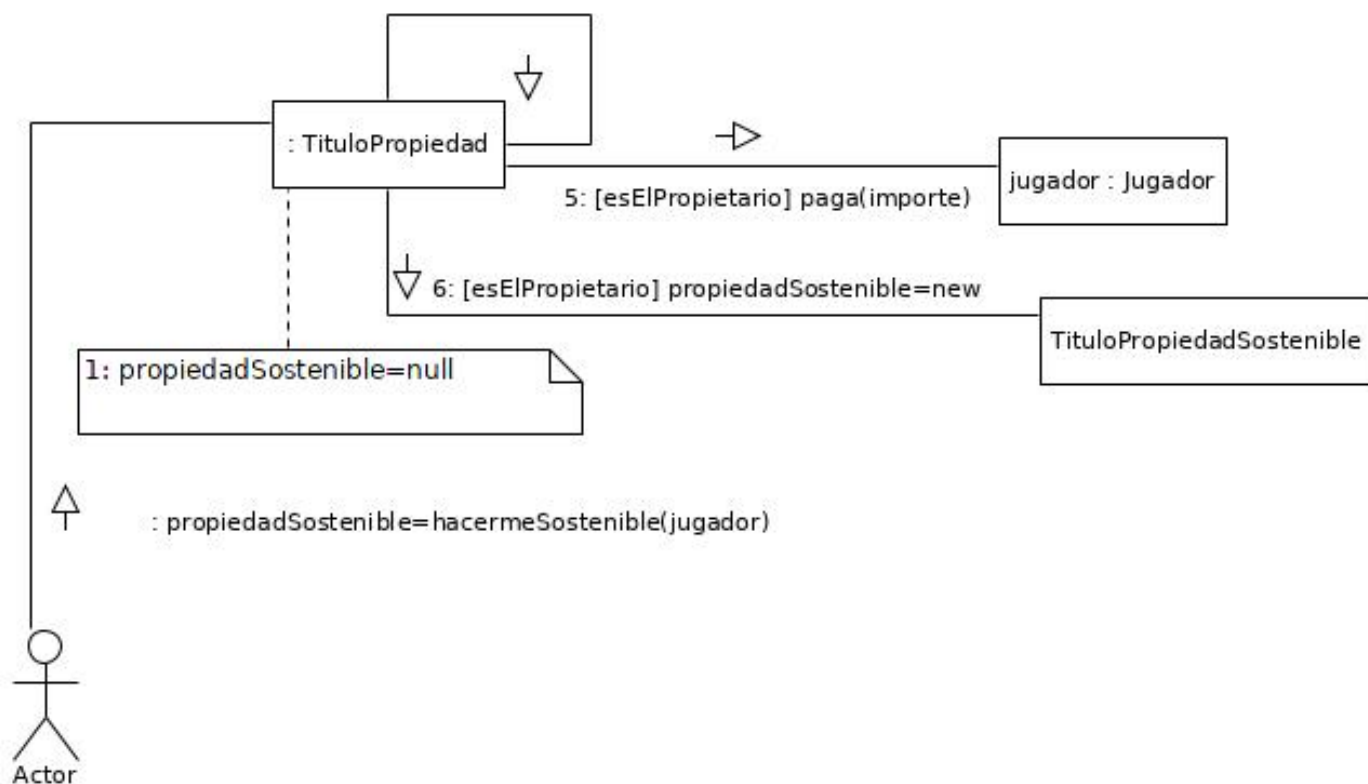 : TituloPropiedad
jugador : Jugador
5: [esElPropietario] paga(importe)
6: [esElPropietario] propiedadSostenible=new
TituloPropiedadSostenible
1: propiedadSostenible=null
: propiedadSostenible=hacermeSostenible(jugador)
Actor